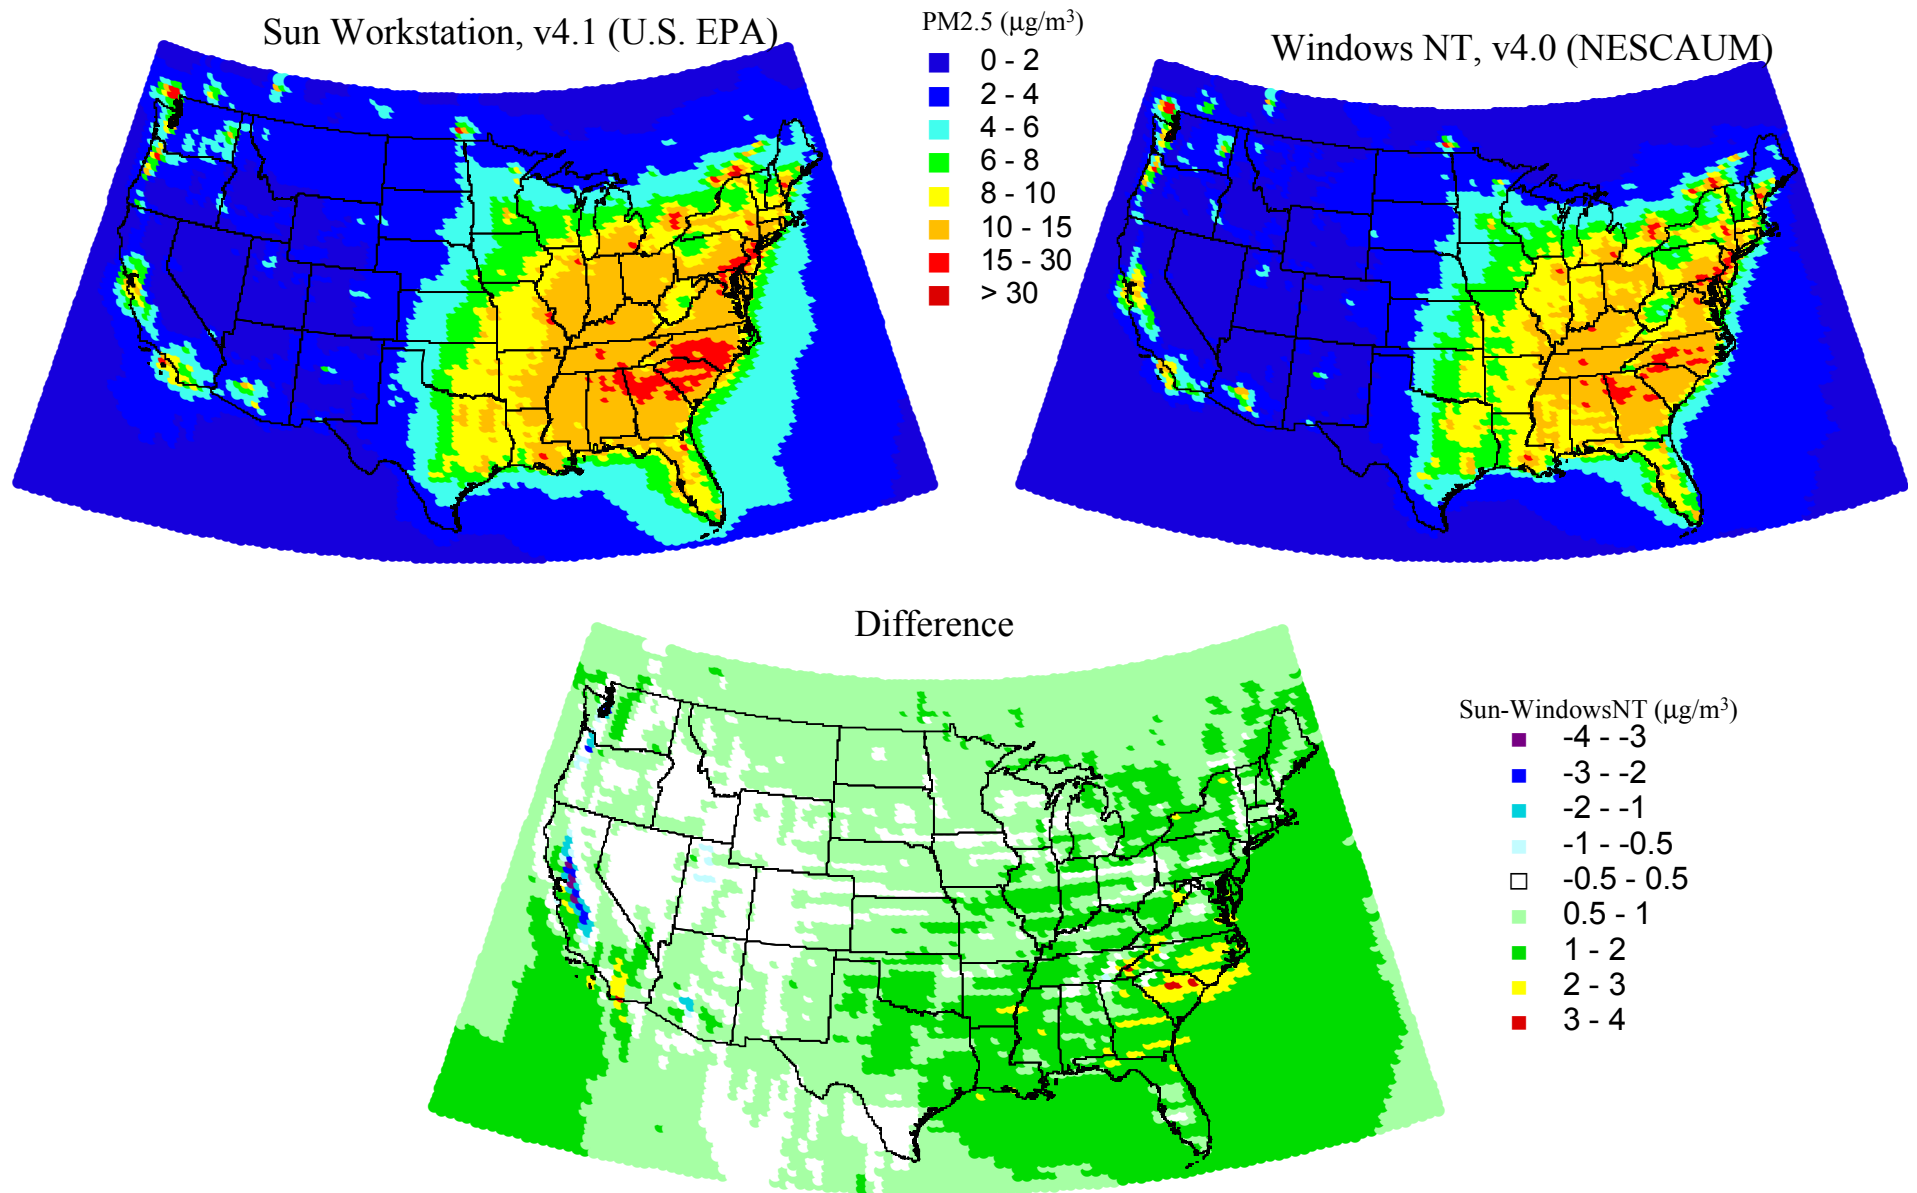 Sun Workstation, v4.1 (U.S. EPA)
PM2.5 (μg/m³)
0 - 2
2 - 4
4 - 6
6 - 8
8 - 10
10 - 15
15 - 30
> 30
Windows NT, v4.0 (NESCAUM)
Difference
Sun-WindowsNT (μg/m³)
-4 - -3
-3 - -2
-2 - -1
-1 - -0.5
-0.5 - 0.5
0.5 - 1
1 - 2
2 - 3
3 - 4